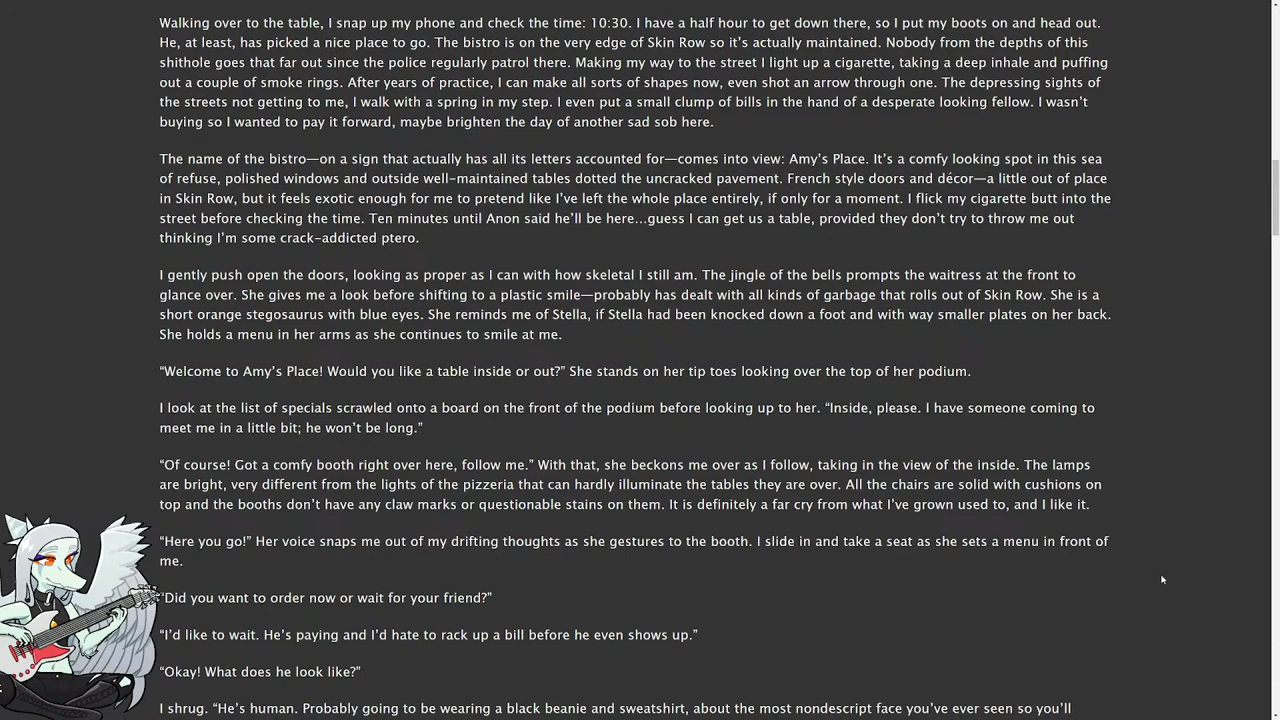 Walking over to the table, I snap up my phone and check the time: 10:30. I have a half hour to get down there, so I put my boots on and head out.
He, at least, has picked a nice place to go. The bistro is on the very edge of Skin Row so it’s actually maintained. Nobody from the depths of this
shithole goes that far out since the police regularly patrol there. Making my way to the street I light up a cigarette, taking a deep inhale and puffing
out a couple of smoke rings. After years of practice, I can make all sorts of shapes now, even shot an arrow through one. The depressing sights of
the streets not getting to me, I walk with a spring in my step. I even put a small clump of bills in the hand of a desperate looking fellow. I wasn’t
buying so I wanted to pay it forward, maybe brighten the day of another sad sob here.
The name of the bistro—on a sign that actually has all its letters accounted for—comes into view: Amy’s Place. It’s a comfy looking spot in this sea
of refuse, polished windows and outside well-maintained tables dotted the uncracked pavement. French style doors and décor—a little out of place
in Skin Row, but it feels exotic enough for me to pretend like I’ve left the whole place entirely, if only for a moment. I flick my cigarette butt into the
street before checking the time. Ten minutes until Anon said he’ll be here…guess I can get us a table, provided they don’t try to throw me out
thinking I’m some crack-addicted ptero.
I gently push open the doors, looking as proper as I can with how skeletal I still am. The jingle of the bells prompts the waitress at the front to
glance over. She gives me a look before shifting to a plastic smile—probably has dealt with all kinds of garbage that rolls out of Skin Row. She is a
short orange stegosaurus with blue eyes. She reminds me of Stella, if Stella had been knocked down a foot and with way smaller plates on her back.
She holds a menu in her arms as she continues to smile at me.
“Welcome to Amy’s Place! Would you like a table inside or out?” She stands on her tip toes looking over the top of her podium.
I look at the list of specials scrawled onto a board on the front of the podium before looking up to her. “Inside, please. I have someone coming to
meet me in a little bit; he won’t be long.”
“Of course! Got a comfy booth right over here, follow me.” With that, she beckons me over as I follow, taking in the view of the inside. The lamps
are bright, very different from the lights of the pizzeria that can hardly illuminate the tables they are over. All the chairs are solid with cushions on
top and the booths don’t have any claw marks or questionable stains on them. It is definitely a far cry from what I’ve grown used to, and I like it.
“Here you go!” Her voice snaps me out of my drifting thoughts as she gestures to the booth. I slide in and take a seat as she sets a menu in front of
me.
“Did you want to order now or wait for your friend?”
“I’d like to wait. He’s paying and I’d hate to rack up a bill before he even shows up.”
“Okay! What does he look like?”
I shrug. “He’s human. Probably going to be wearing a black beanie and sweatshirt, about the most nondescript face you’ve ever seen so you’ll